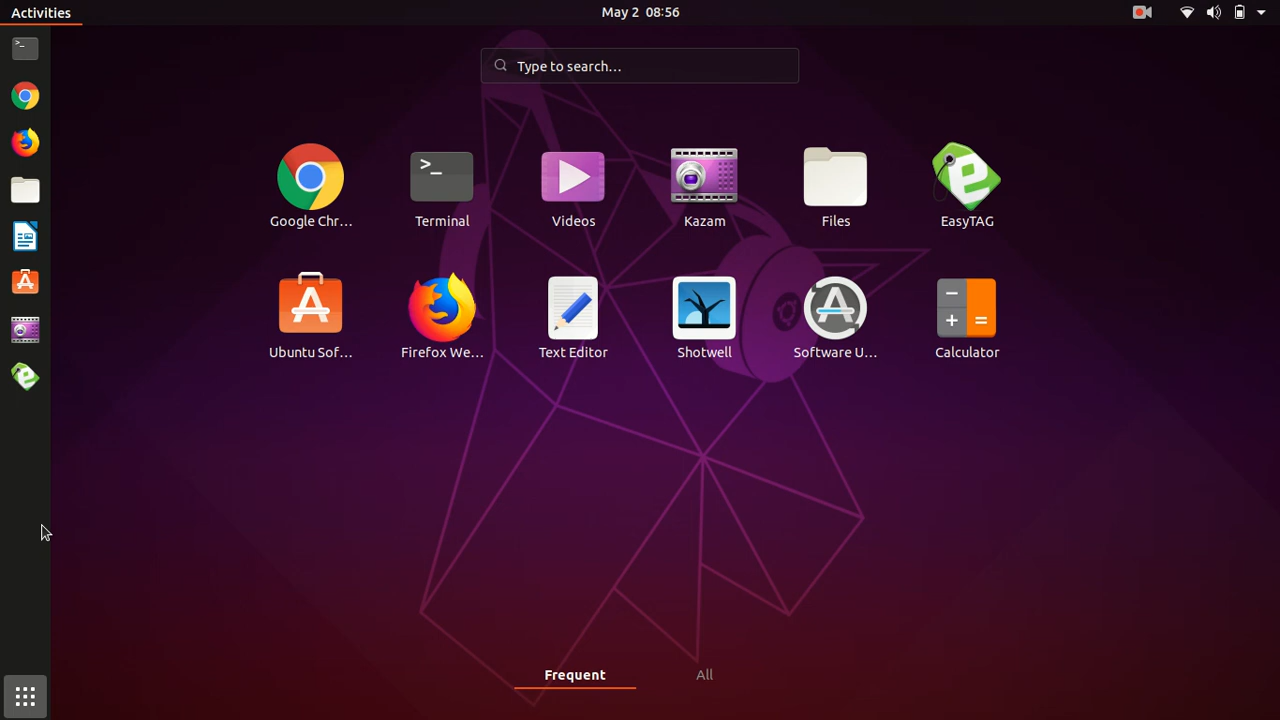 Activities
May 2 08:56
Type to search...
Google Chr...
Terminal
Videos
Kazam
Files
EasyTAG
Ubuntu Sof...
Firefox We...
Text Editor
Shotwell
Software U...
Calculator
Frequent
All